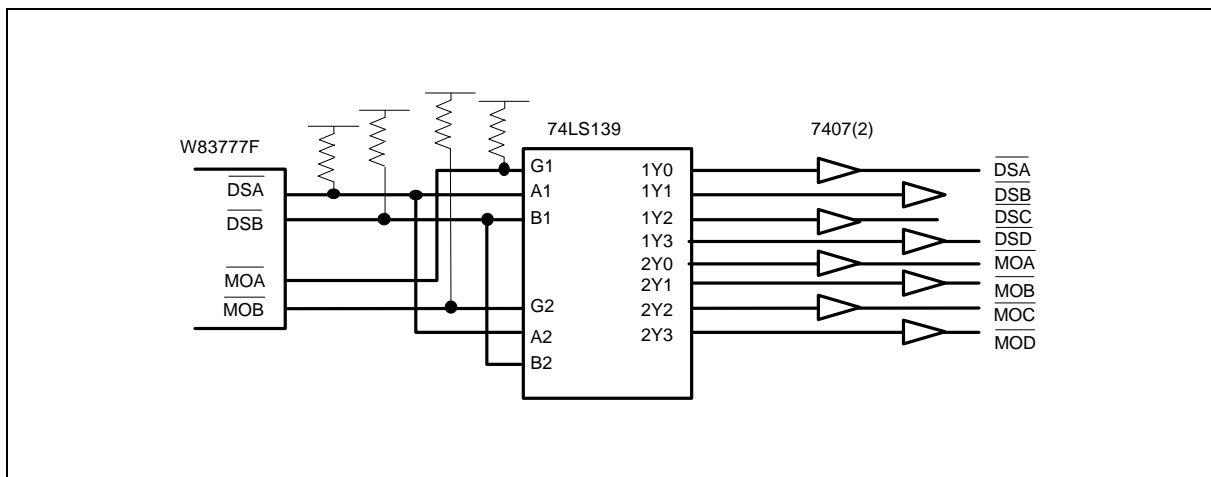 74LS139
7407(2)
W83777F
DSA
DSB
MOA
MOB
G1
A1
B1
G2
A2
B2
1Y0
1Y1
1Y2
1Y3
2Y0
2Y1
2Y2
2Y3
DSA
DSB
DSC
DSD
MOA
MOB
MOC
MOD